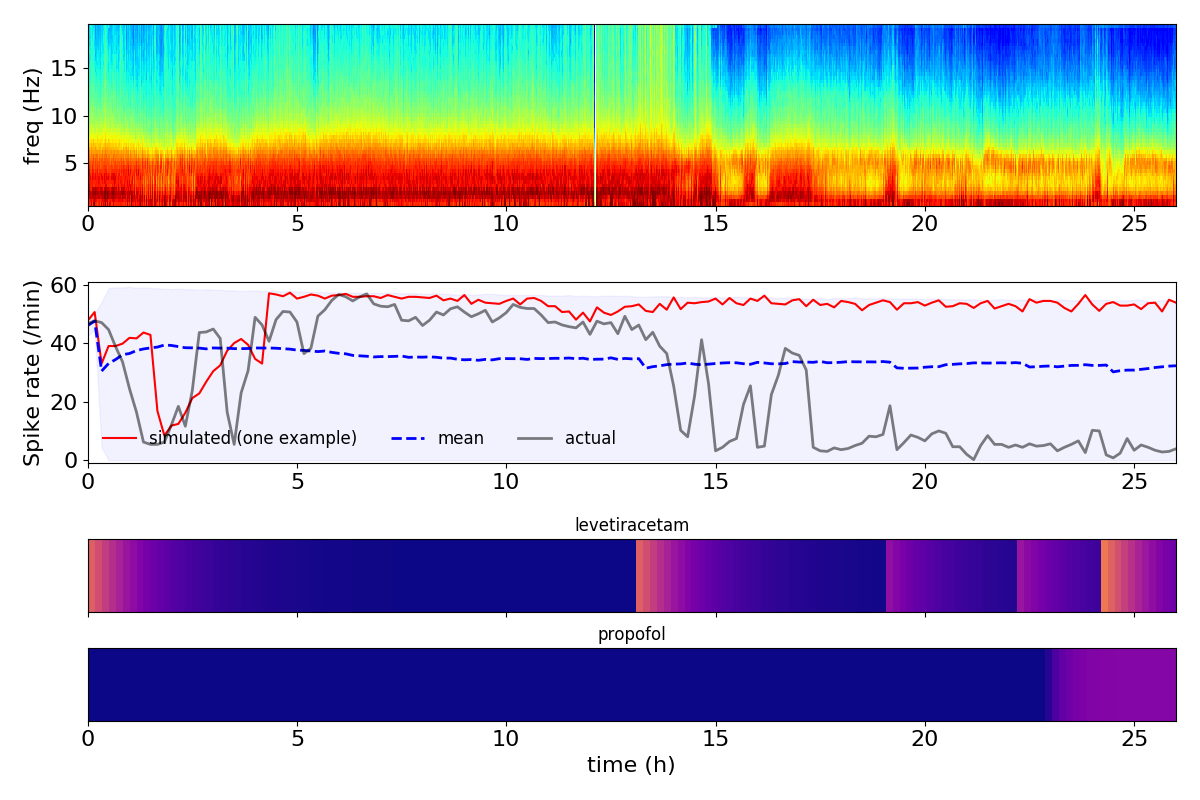 freq (Hz)
15
10
5
0 5 10 15 20 25
Spike rate (/min)
60
40
20
0
simulated (one example) mean actual
0 5 10 15 20 25
levetiracetam
propofol
0 5 10 15 20 25
time (h)